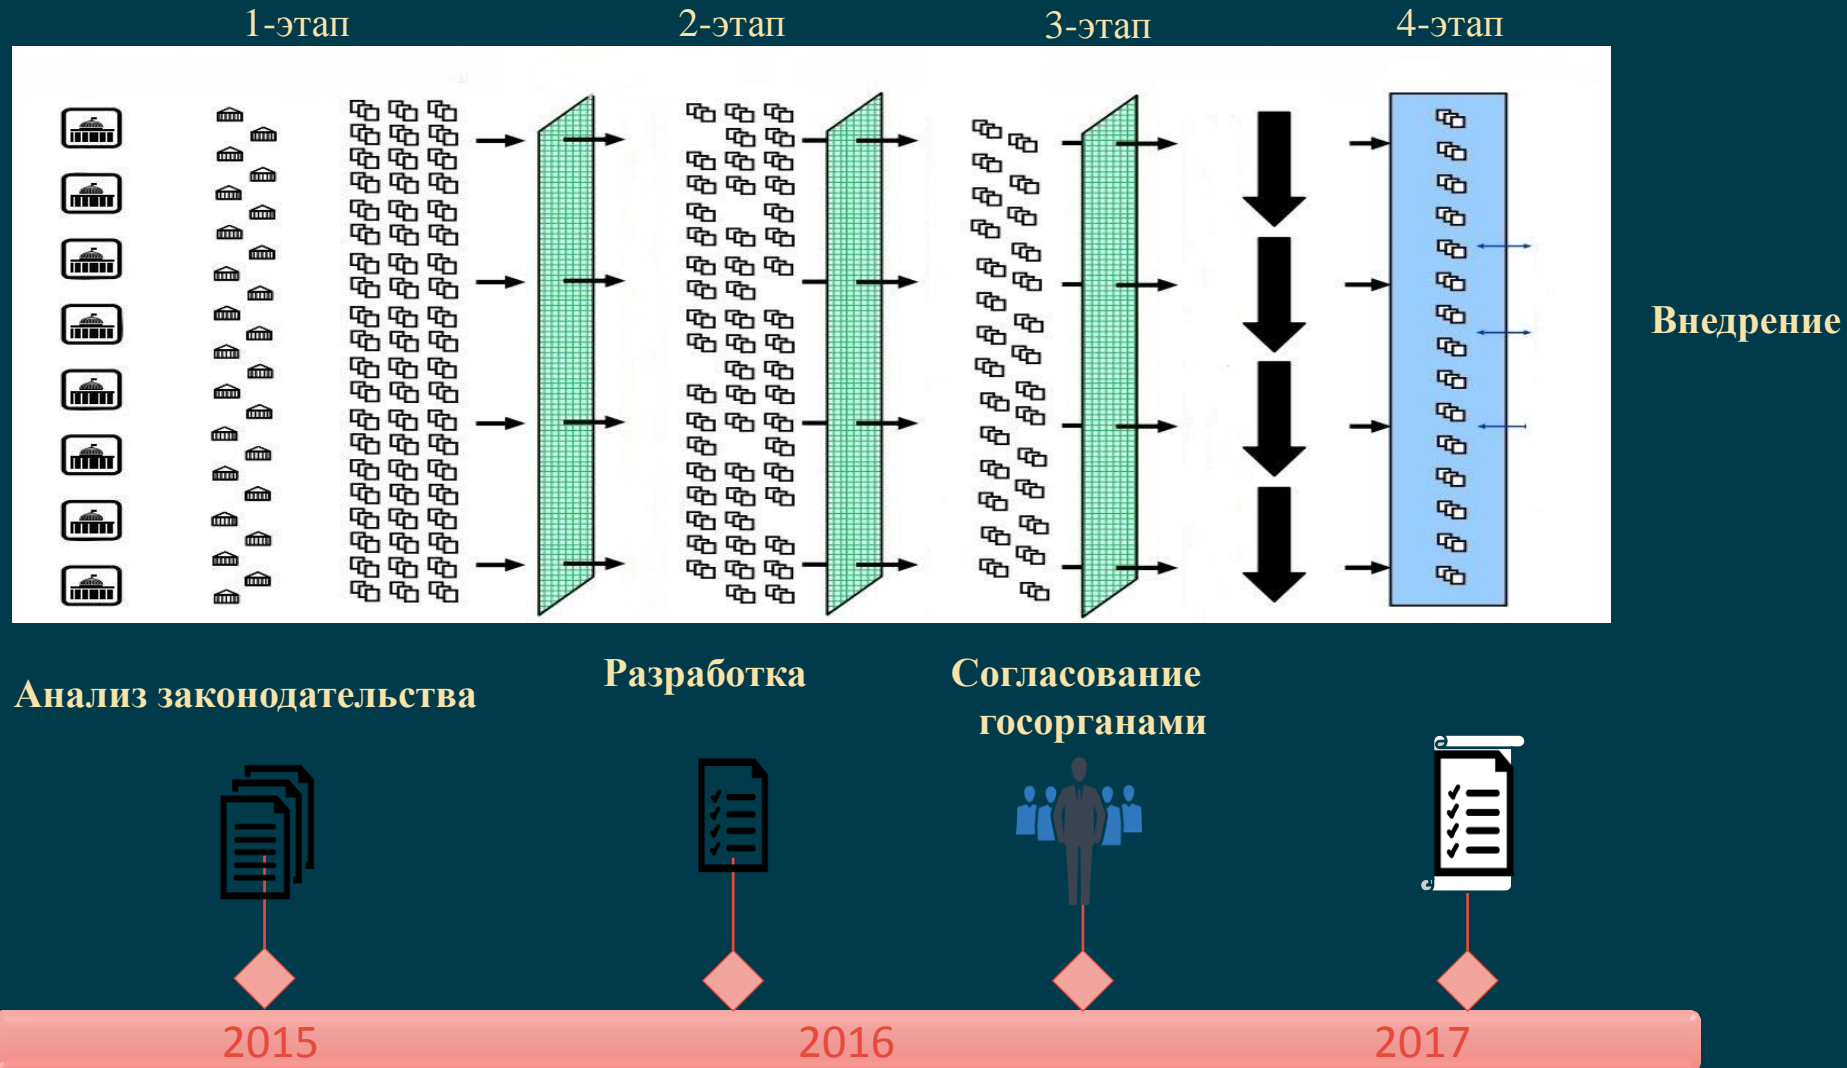 1-этап
2-этап
3-этап
4-этап
Внедрение
Анализ законодательства
Разработка
Согласование
госорганами
2015
2016
2017